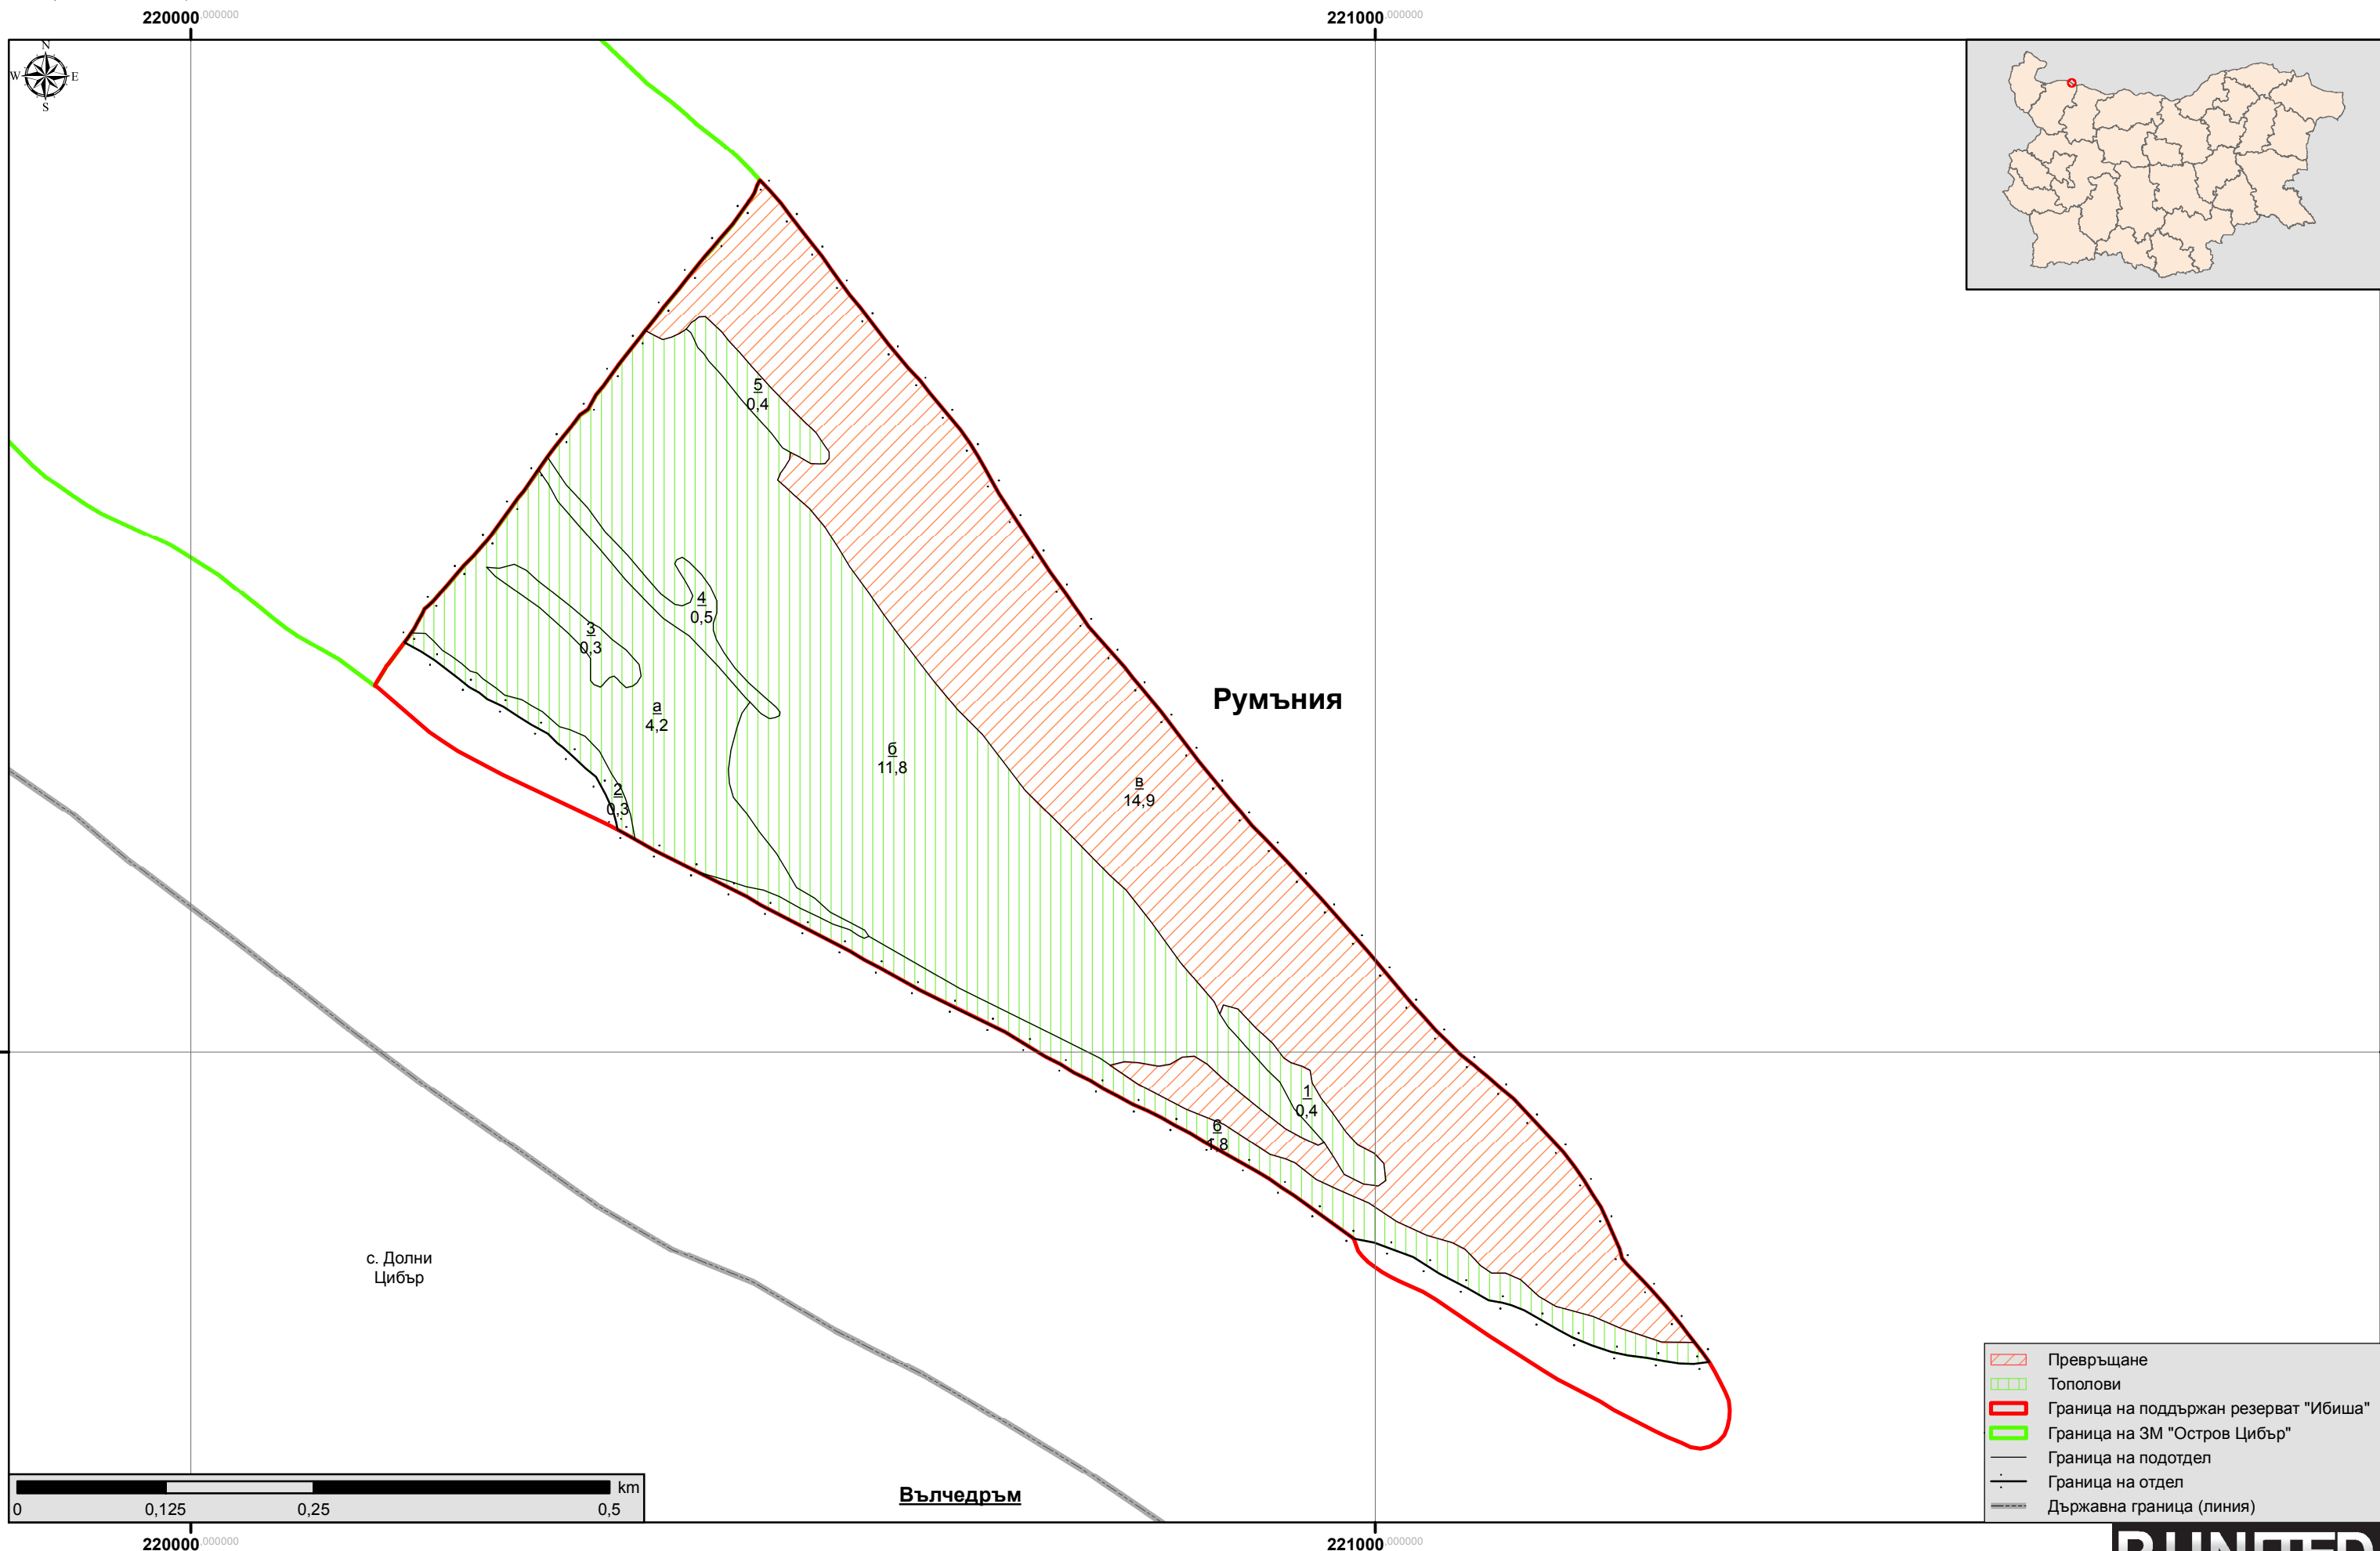 220000,000000 221000,000000
N
W E
S
5
0,4
4
0,5
3
0,3
а
4,2
Румъния
б
11,8
в
14,9
2
0,3
1
0,4
6
1,8
с. Долни
Цибър
Превръщане
Тополови
Граница на поддържан резерват "Ибиша"
Граница на ЗМ "Остров Цибър"
Граница на подотдел
Граница на отдел
Държавна граница (линия)
km
0 0,125 0,25 0,5
Вълчедръм
220000,000000 221000,000000